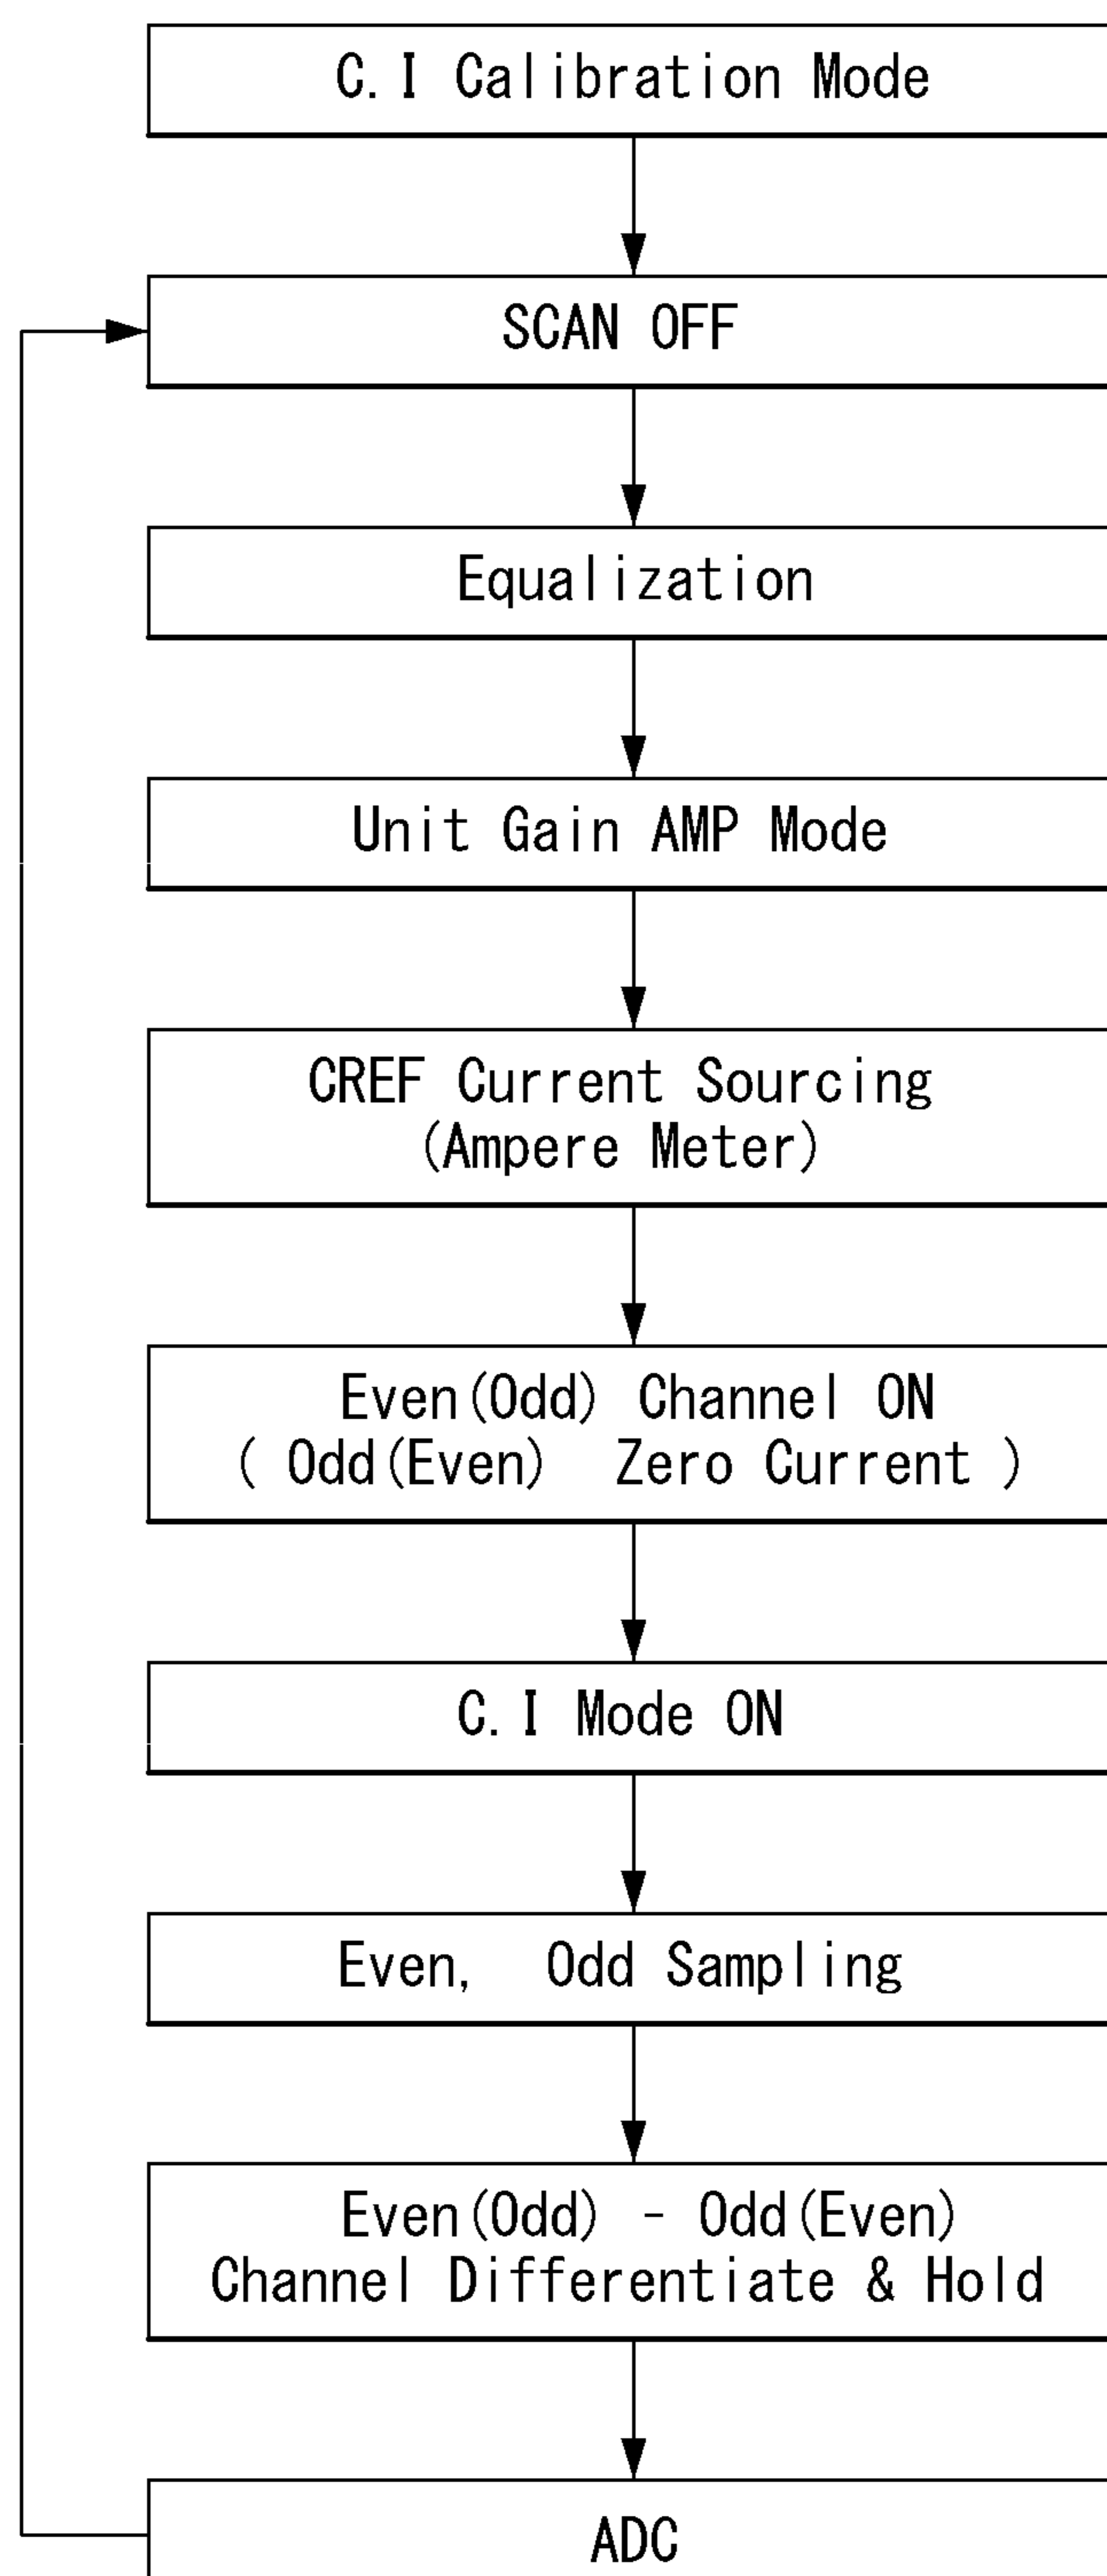 C.I Calibration Mode
SCAN OFF
Equalization
Unit Gain AMP Mode
CREF Current Sourcing
(Ampere Meter)
Even(Odd) Channel ON
( Odd(Even) Zero Current )
C.I Mode ON
Even, Odd Sampling
Even(Odd) - Odd(Even)
Channel Differentiate & Hold
ADC